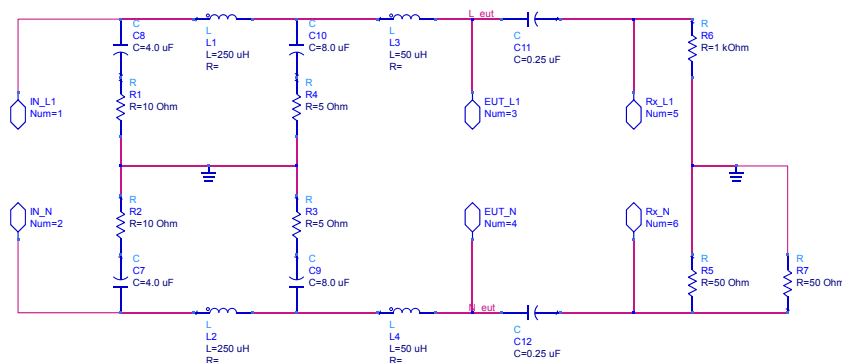 C
C8
C=4.0 uF
L
L1
L=250 uH
R=
C
C10
C=8.0 uF
L
L3
L=50 uH
R=
L_eut
C
C11
C=0.25 uF
R
R6
R=1 kOhm
IN_L1
Num=1
R
R1
R=10 Ohm
R
R4
R=5 Ohm
EUT_L1
Num=3
Rx_L1
Num=5
IN_N
Num=2
R
R2
R=10 Ohm
R
R3
R=5 Ohm
EUT_N
Num=4
Rx_N
Num=6
C
C7
C=4.0 uF
C
C9
C=8.0 uF
R
R5
R=50 Ohm
R
R7
R=50 Ohm
L
L2
L=250 uH
R=
L
L4
L=50 uH
R=
N_eut
C
C12
C=0.25 uF